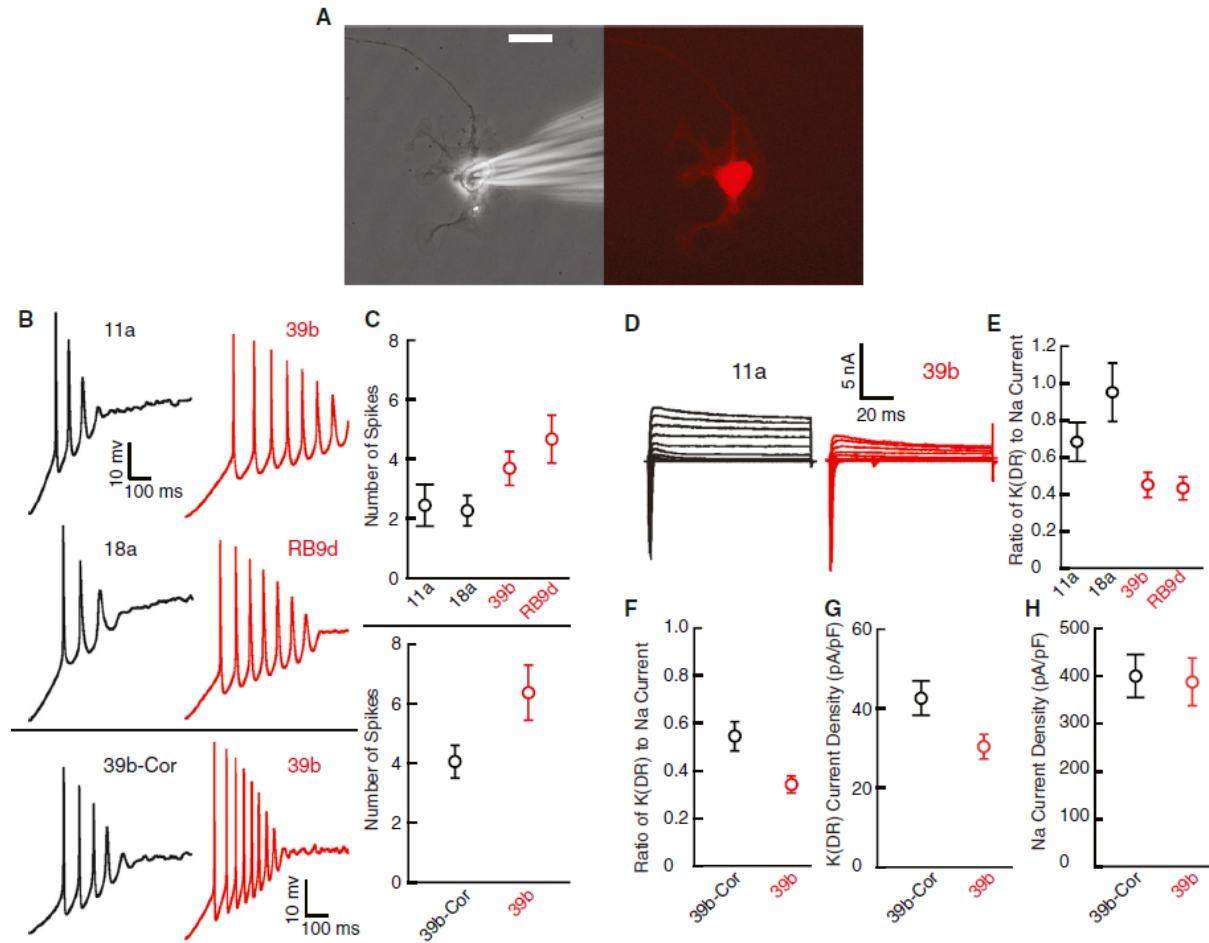 A
B
11a
39b
10 mv
100 ms
18a
RB9d
39b-Cor
39b
10 mv
100 ms
C
Number of Spikes
8
6
4
2
0
11a
18a
39b
RB9d
Number of Spikes
8
6
4
2
0
39b-Cor
39b
D
11a
39b
5 nA
20 ms
E
Ratio of K(DR) to Na Current
1.2
1.0
0.8
0.6
0.4
0.2
0
11a
18a
39b
RB9d
F
Ratio of K(DR) to Na Current
1.0
0.8
0.6
0.4
0.2
0
39b-Cor
39b
G
K(DR) Current Density (pA/pF)
60
40
20
0
39b-Cor
39b
H
Na Current Density (pA/pF)
500
400
300
200
100
0
39b-Cor
39b